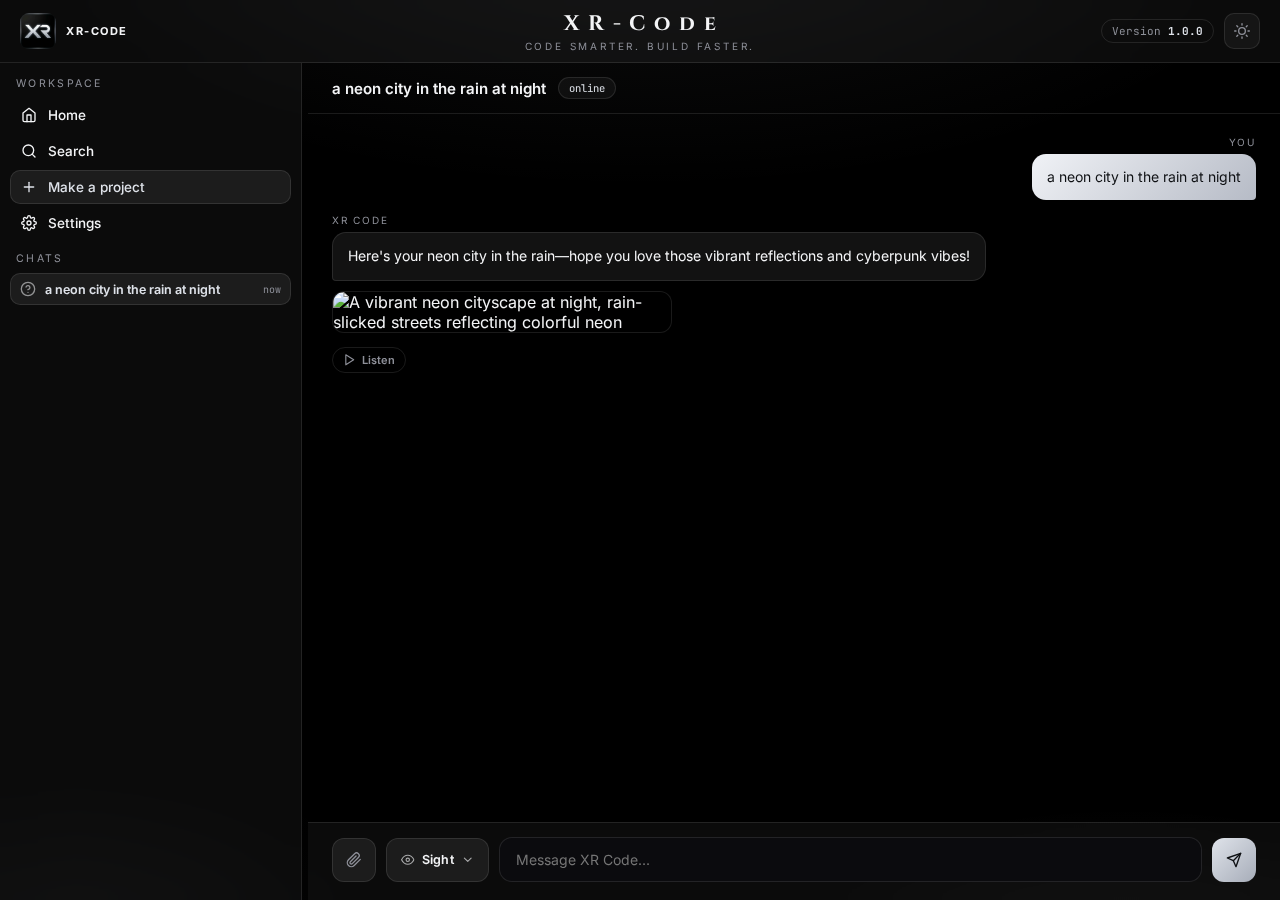 XR
XR-CODE
XR-CODE
CODE SMARTER. BUILD FASTER.
Version 1.0.0
WORKSPACE
Home
Search
Make a project
Settings
CHATS
a neon city in the rain at night now
a neon city in the rain at night online
YOU
a neon city in the rain at night
XR CODE
Here's your neon city in the rain—hope you love those vibrant reflections and cyberpunk vibes!
A vibrant neon cityscape at night, rain-
slicked streets reflecting colorful neon
Listen
Sight
Message XR Code...